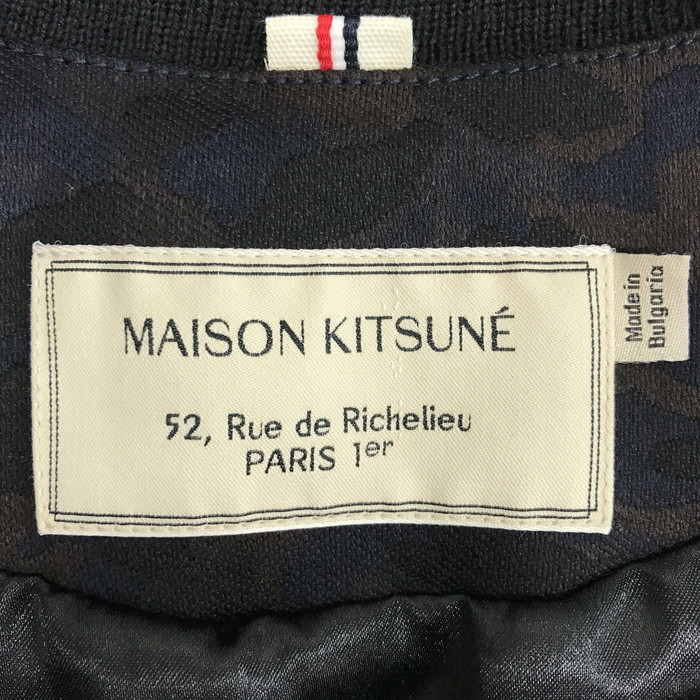 MAISON KITSUNÉ
52, Rue de Richelieu
PARIS 1er
Made in
Bulgaria